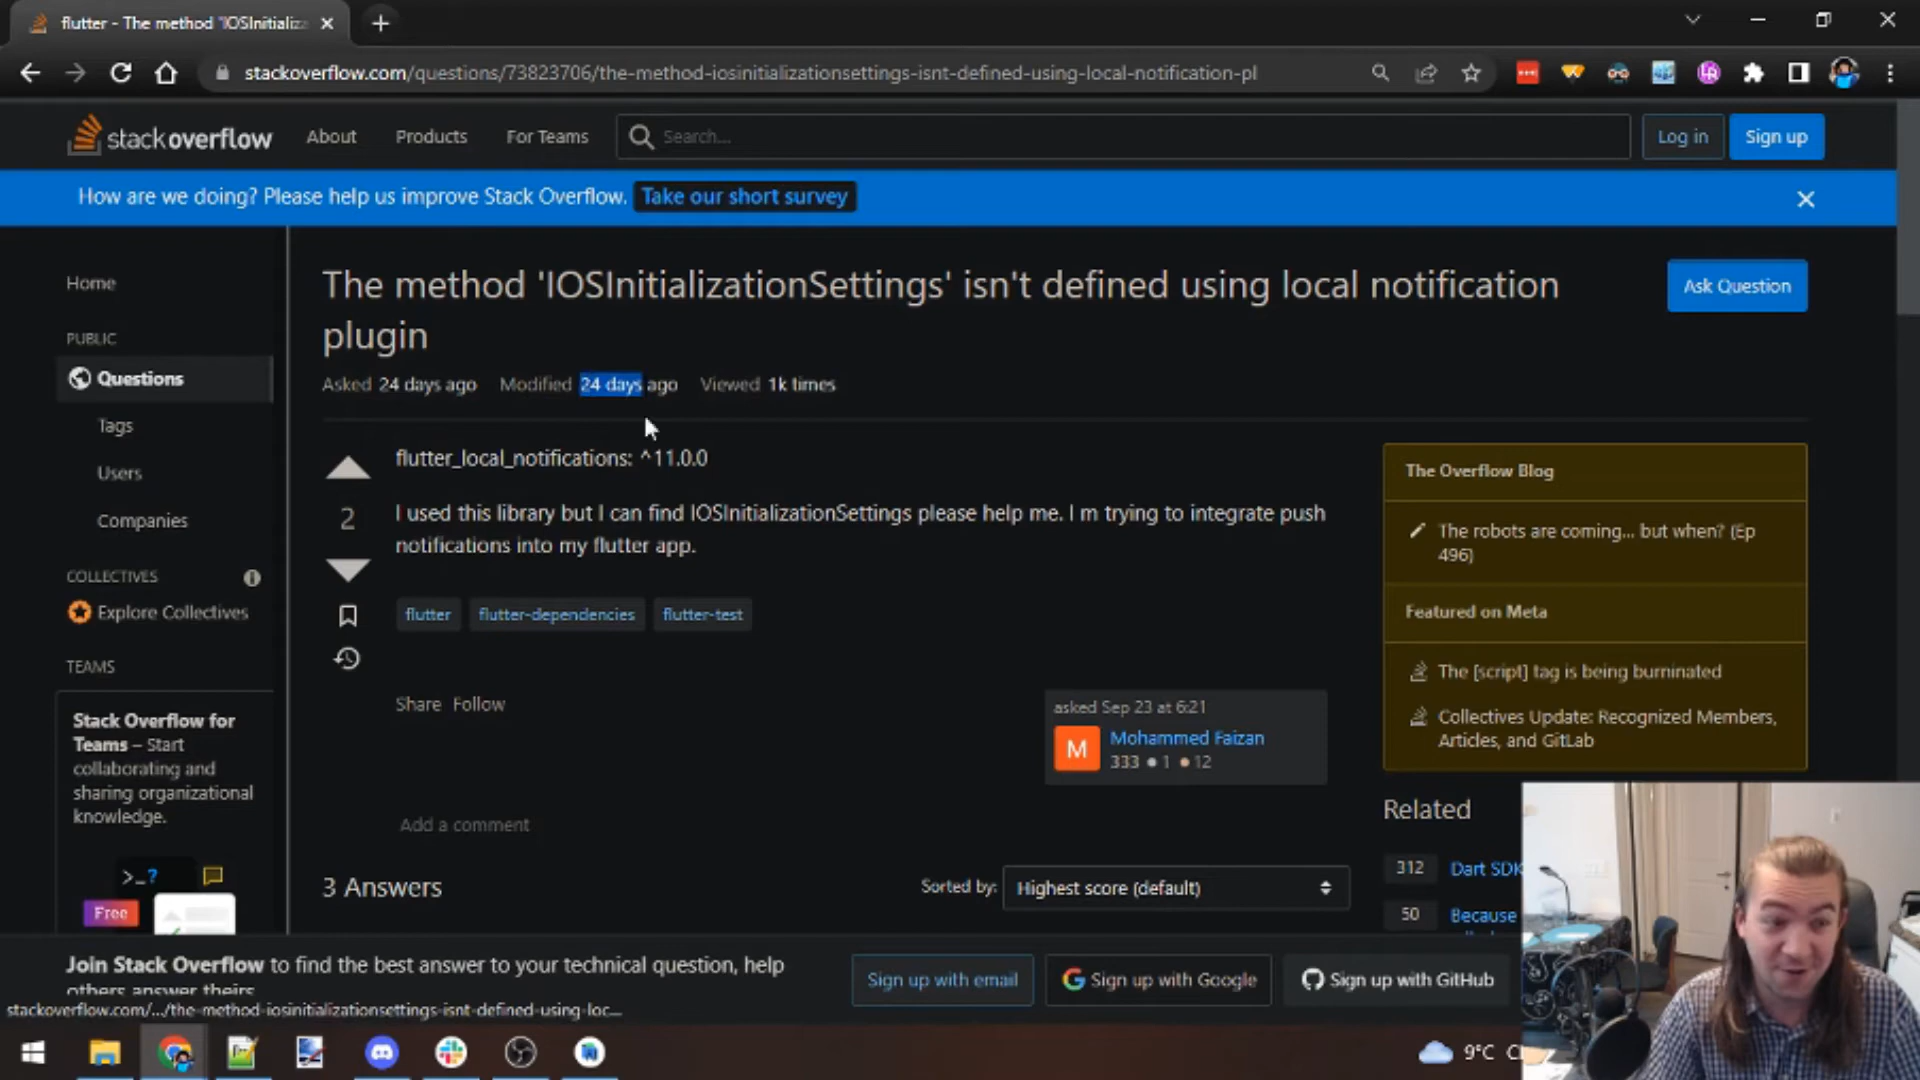 flutter - The method 'IOSInitializ
stackoverflow.com/questions/73823706/the-method-iosinitializationsettings-isnt-defined-using-local-notification-pl
stackoverflow
About
Products
For Teams
Search...
Log in
Sign up
How are we doing? Please help us improve Stack Overflow.
Take our short survey
Home
PUBLIC
Questions
Tags
Users
Companies
COLLECTIVES
Explore Collectives
TEAMS
Stack Overflow for
Teams – Start
collaborating and
sharing organizational
knowledge.
>_?
Free
The method 'IOSInitializationSettings' isn't defined using local notification
plugin
Ask Question
Asked 24 days ago Modified 24 days ago Viewed 1k times
flutter_local_notifications: ^11.0.0
2
I used this library but I can find IOSInitializationSettings please help me. I m trying to integrate push
notifications into my flutter app.
flutter
flutter-dependencies
flutter-test
Share Follow
asked Sep 23 at 6:21
M
Mohammed Faizan
333 ● 1 ● 12
Add a comment
3 Answers
Sorted by:
Highest score (default)
The Overflow Blog
The robots are coming... but when? (Ep
496)
Featured on Meta
The [script] tag is being burninated
Collectives Update: Recognized Members,
Articles, and GitLab
Related
312 Dart SDK
50 Because
Join Stack Overflow to find the best answer to your technical question, help
others answer theirs.
Sign up with email
Sign up with Google
Sign up with GitHub
stackoverflow.com/.../the-method-iosinitializationsettings-isnt-defined-using-loc...
9°C